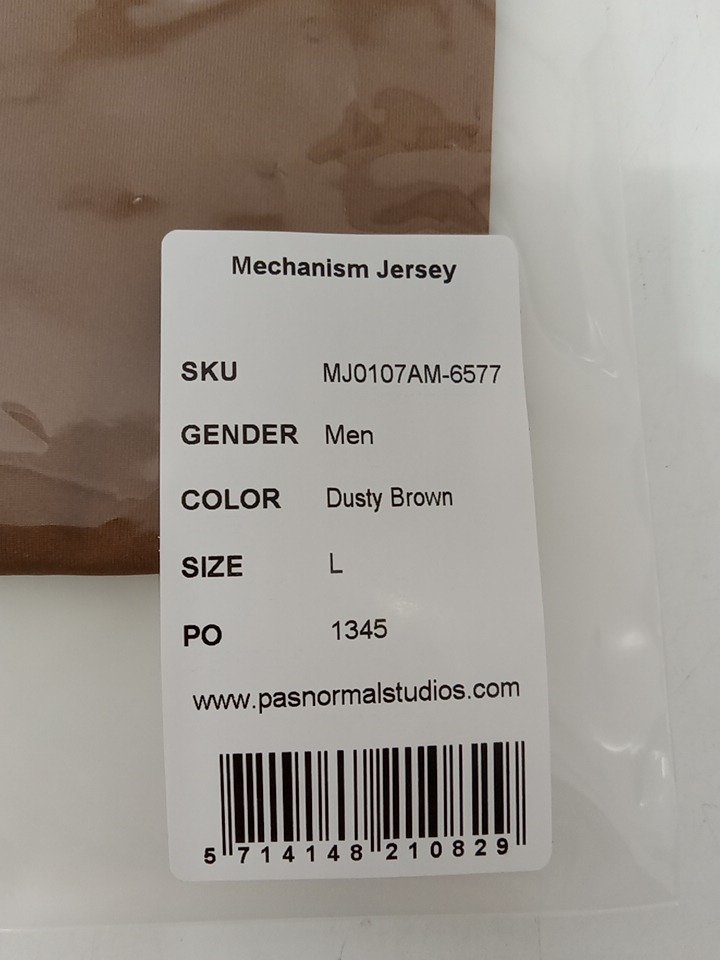 Mechanism Jersey
SKU MJ0107AM-6577
GENDER Men
COLOR Dusty Brown
SIZE L
PO 1345
www.pasnormalstudios.com
5 714148 210829